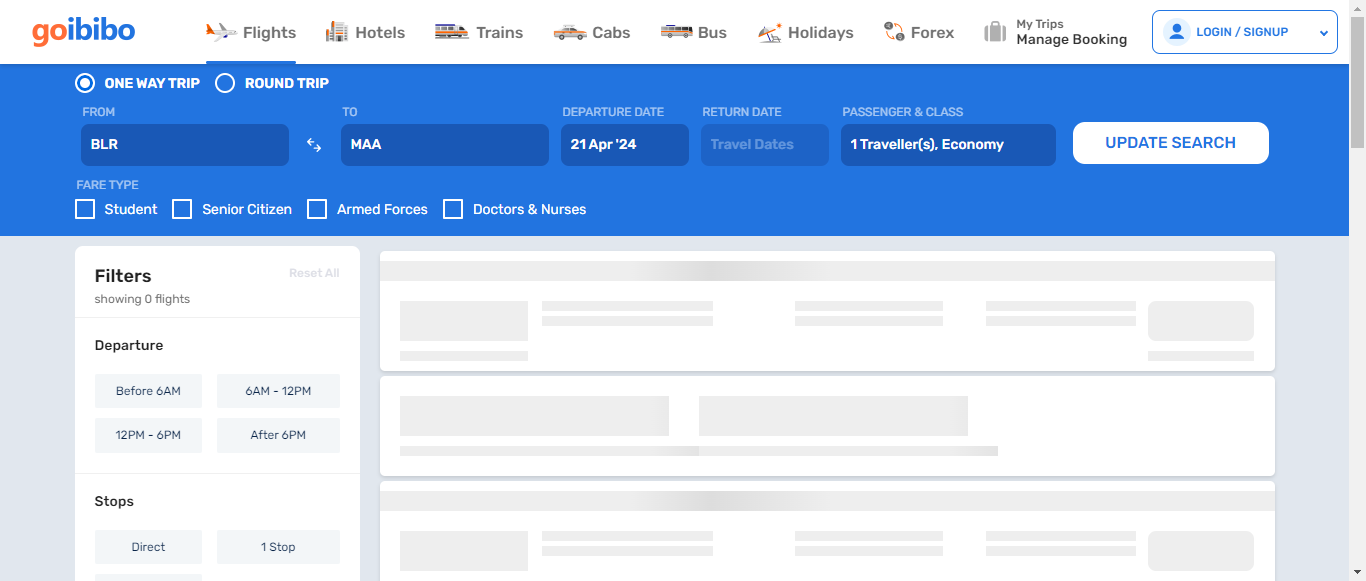 goibibo
Flights
Hotels
Trains
Cabs
Bus
Holidays
Forex
My Trips
Manage Booking
LOGIN / SIGNUP
ONE WAY TRIP
ROUND TRIP
FROM
BLR
TO
MAA
DEPARTURE DATE
21 Apr '24
RETURN DATE
Travel Dates
PASSENGER & CLASS
1 Traveller(s), Economy
UPDATE SEARCH
FARE TYPE
Student
Senior Citizen
Armed Forces
Doctors & Nurses
Filters
Reset All
showing 0 flights
Departure
Before 6AM
6AM - 12PM
12PM - 6PM
After 6PM
Stops
Direct
1 Stop